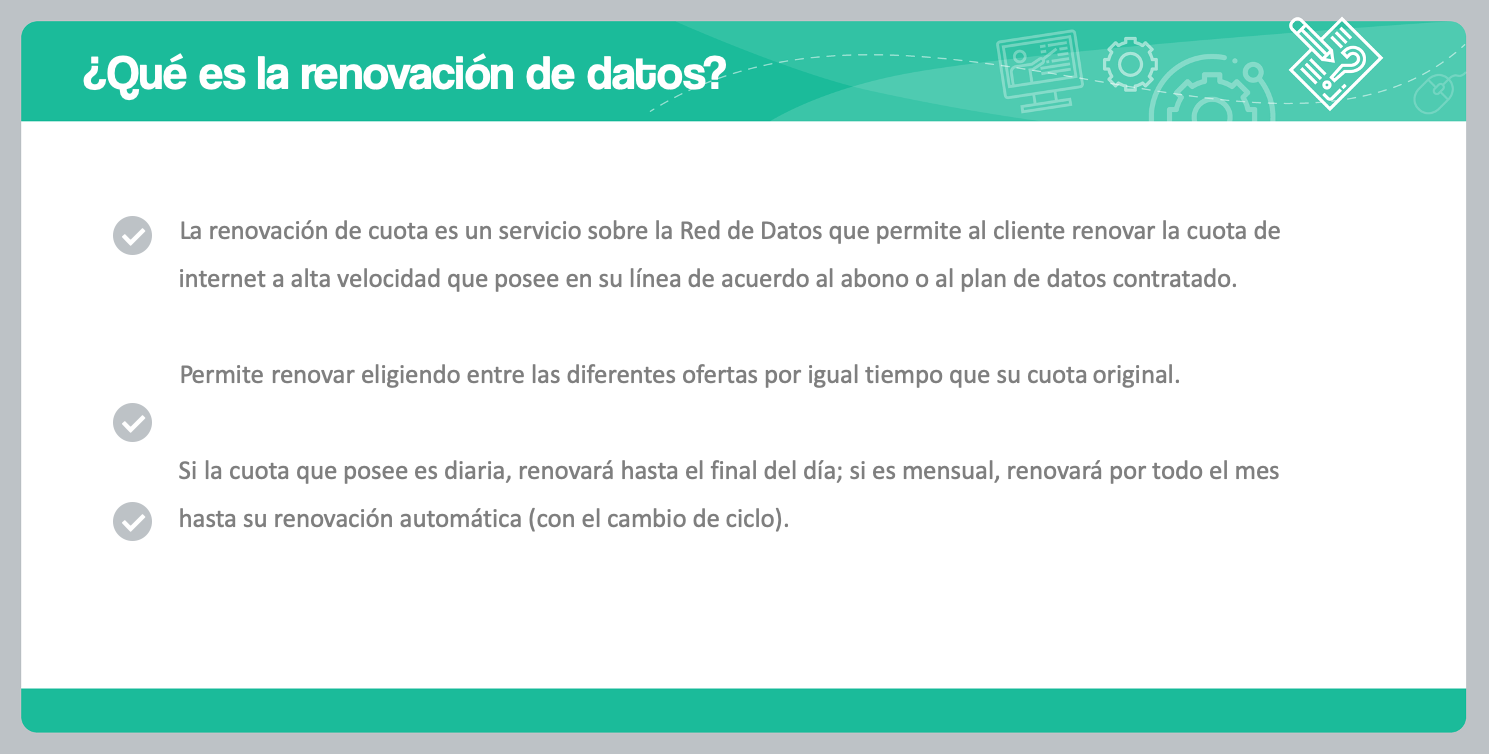 ¿Qué es la renovación de datos?
La renovación de cuota es un servicio sobre la Red de Datos que permite al cliente renovar la cuota de
internet a alta velocidad que posee en su línea de acuerdo al abono o al plan de datos contratado.
Permite renovar eligiendo entre las diferentes ofertas por igual tiempo que su cuota original.
Si la cuota que posee es diaria, renovará hasta el final del día; si es mensual, renovará por todo el mes
hasta su renovación automática (con el cambio de ciclo).